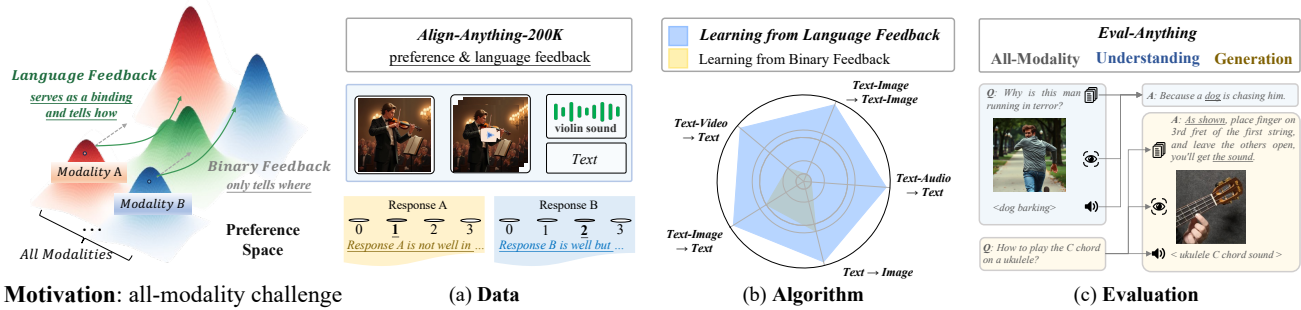 Language Feedback
serves as a binding
and tells how
Modality A
Modality B
Binary Feedback
only tells where
...
All Modalities
Preference
Space
Motivation: all-modality challenge
Align-Anything-200K
preference & language feedback
violin sound
Text
Response A
0 1 2 3
Response A is not well in ...
Response B
0 1 2 3
Response B is well but ...
(a) Data
Learning from Language Feedback
Learning from Binary Feedback
Text-Image
→ Text-Image
Text-Video
→ Text
Text-Audio
→ Text
Text-Image
→ Text
Text → Image
(b) Algorithm
Eval-Anything
All-Modality Understanding Generation
Q: Why is this man
running in terror?
<dog barking>
A: Because a dog is chasing him.
A: As shown, place finger on
3rd fret of the first string,
and leave the others open,
you'll get the sound.
Q: How to play the C chord
on a ukulele?
< ukulele C chord sound >
(c) Evaluation